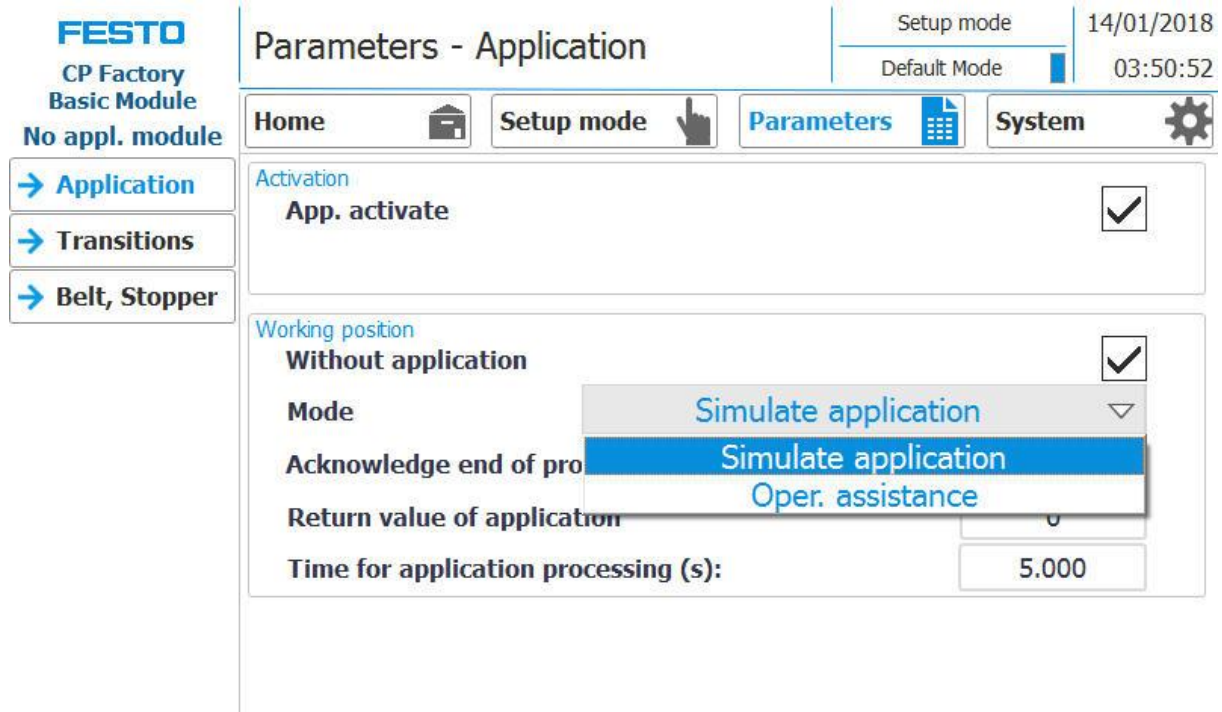 FESTO
CP Factory
Basic Module
No appl. module
Parameters - Application
Setup mode
Default Mode
14/01/2018
03:50:52
Home
Setup mode
Parameters
System
Application
Transitions
Belt, Stopper
Activation
App. activate
Working position
Without application
Mode
Simulate application
Simulate application
Oper. assistance
Acknowledge end of pro
Return value of application
0
Time for application processing (s):
5.000